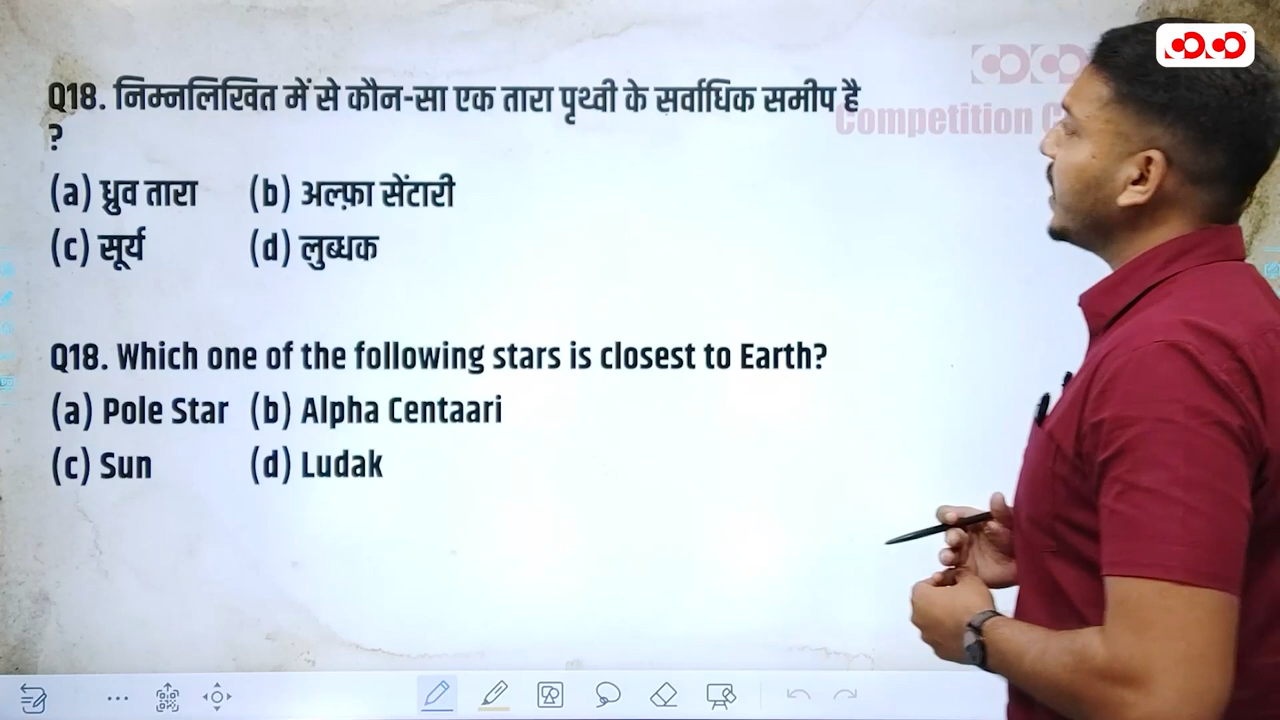 Q18. निम्नलिखित में से कौन-सा एक तारा पृथ्वी के सर्वाधिक समीप है
?
(a) ध्रुव तारा (b) अल्फ़ा सेंटारी
(c) सूर्य (d) लुब्धक
Q18. Which one of the following stars is closest to Earth?
(a) Pole Star (b) Alpha Centaari
(c) Sun (d) Ludak
Competition